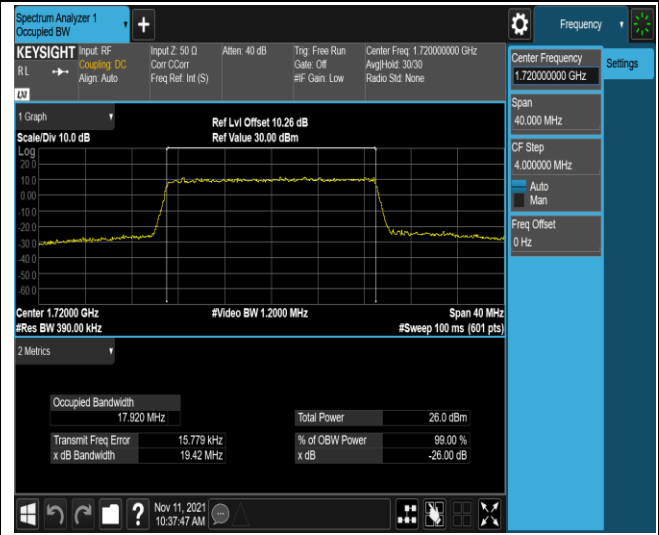 Spectrum Analyzer 1
Occupied BW
+
Frequency
KEYSIGHT
RL
LXI
Input: RF
Coupling: DC
Align: Auto
Input Z: 50 Ω
Corr CCorr
Freq Ref: Int (S)
Atten: 40 dB
Trig: Free Run
Gate: Off
#IF Gain: Low
Center Freq: 1.720000000 GHz
Avg|Hold: 30/30
Radio Std: None
Center Frequency
1.720000000 GHz
Settings
Span
40.000 MHz
CF Step
4.000000 MHz
Auto
Man
Freq Offset
0 Hz
1 Graph
Scale/Div 10.0 dB
Ref Lvl Offset 10.26 dB
Ref Value 30.00 dBm
Log
20.0
10.0
0.00
-10.0
-20.0
-30.0
-40.0
-50.0
-60.0
Center 1.72000 GHz
#Res BW 390.00 kHz
#Video BW 1.2000 MHz
Span 40 MHz
#Sweep 100 ms (601 pts)
2 Metrics
Occupied Bandwidth
17.920 MHz
Total Power 26.0 dBm
Transmit Freq Error 15.779 kHz
% of OBW Power 99.00 %
x dB Bandwidth 19.42 MHz
x dB -26.00 dB
?
Nov 11, 2021
10:37:47 AM